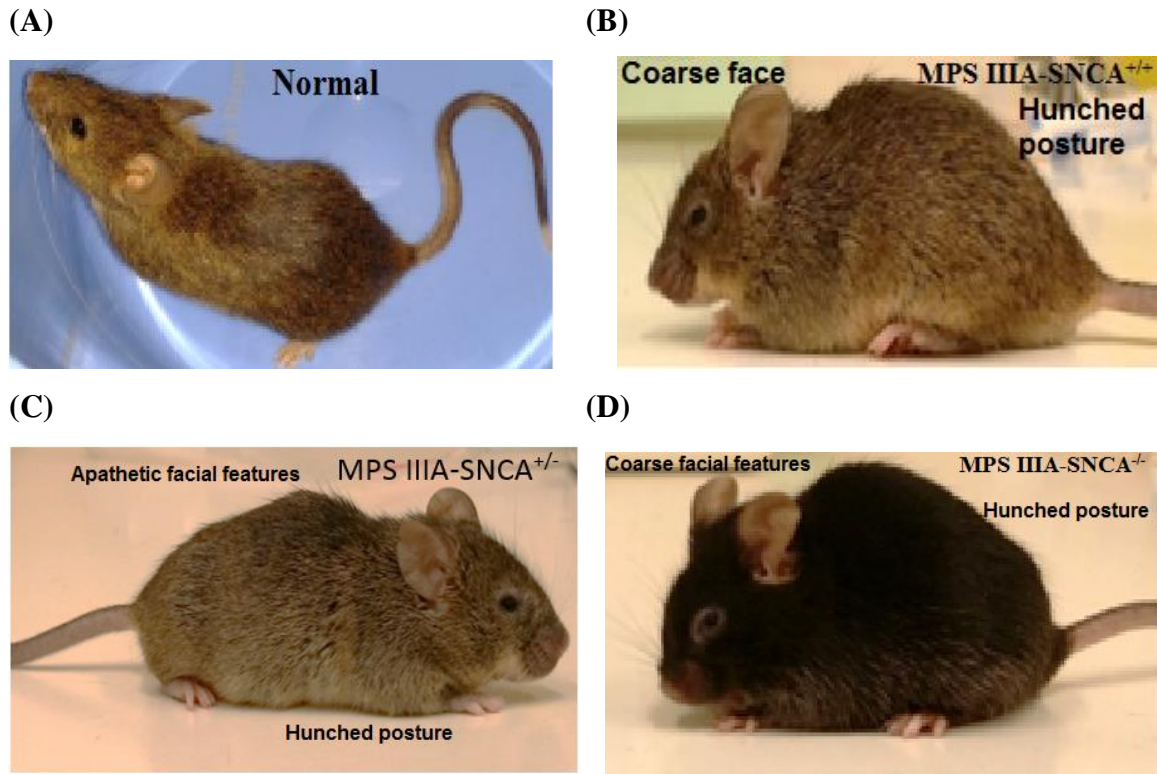 (A)
(B)
Normal
Coarse face
MPS IIIA-SNCA+/+
Hunched
posture
(C)
(D)
Apathetic facial features
MPS IIIA-SNCA+/-
Hunched posture
Coarse facial features
MPS IIIA-SNCA-/-
Hunched posture